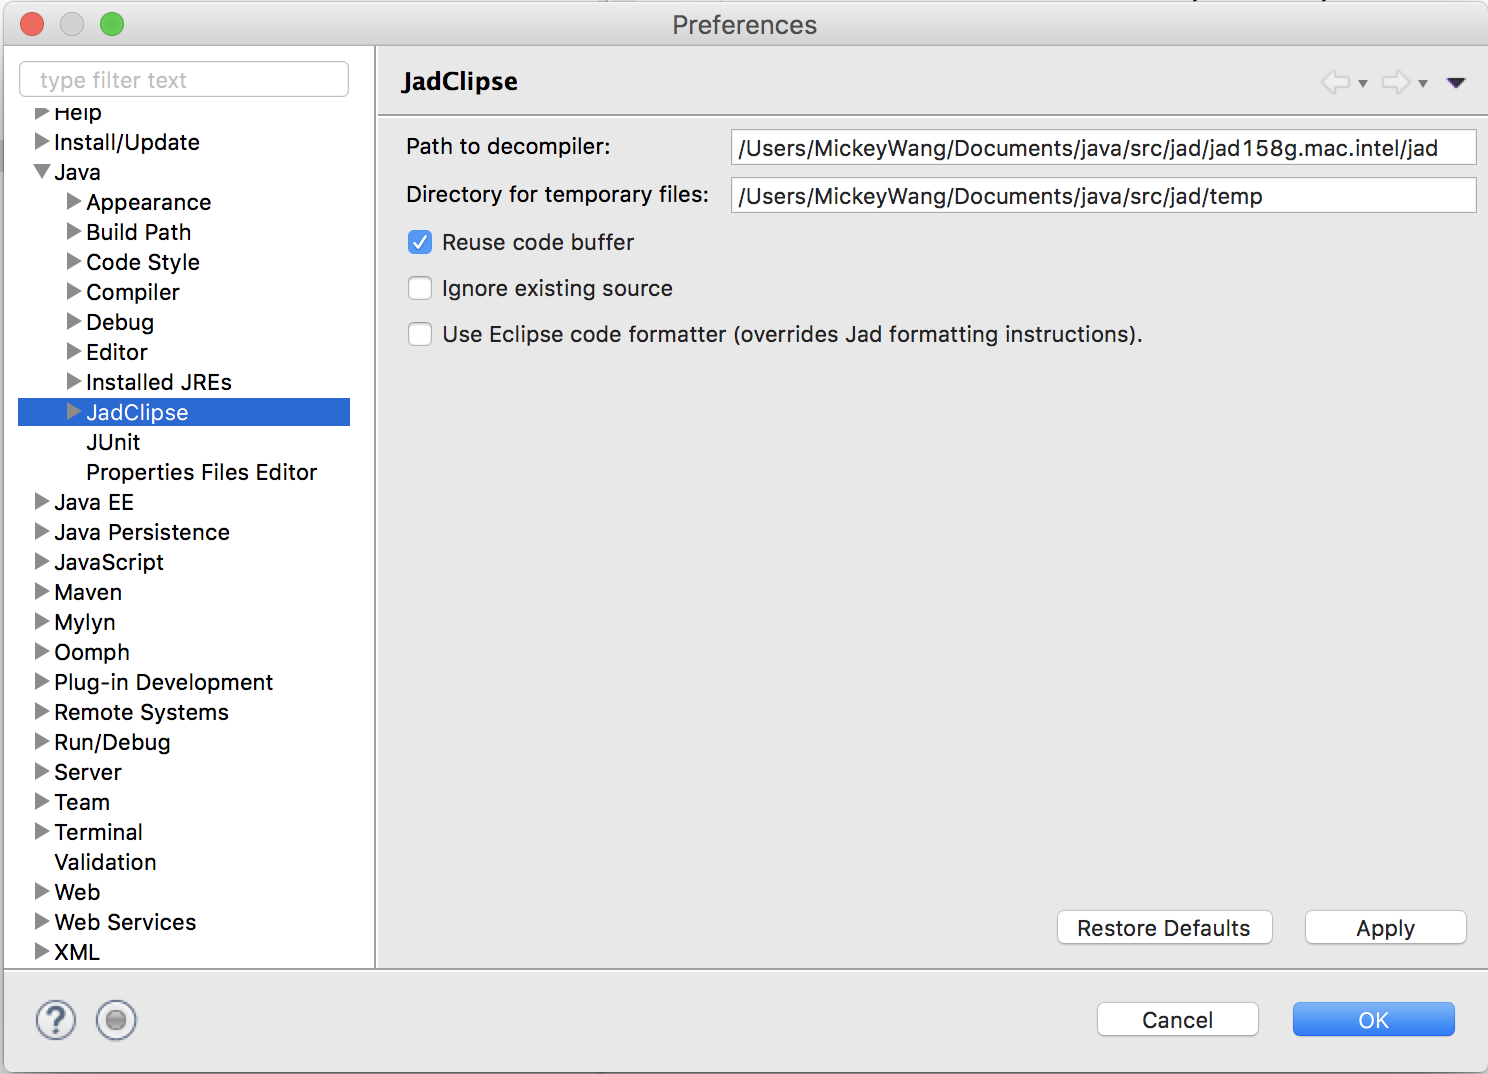 Preferences
type filter text
Help
Install/Update
Java
Appearance
Build Path
Code Style
Compiler
Debug
Editor
Installed JREs
JadClipse
JUnit
Properties Files Editor
Java EE
Java Persistence
JavaScript
Maven
Mylyn
Oomph
Plug-in Development
Remote Systems
Run/Debug
Server
Team
Terminal
Validation
Web
Web Services
XML
JadClipse
Path to decompiler: /Users/MickeyWang/Documents/java/src/jad/jad158g.mac.intel/jad
Directory for temporary files: /Users/MickeyWang/Documents/java/src/jad/temp
Reuse code buffer
Ignore existing source
Use Eclipse code formatter (overrides Jad formatting instructions).
Restore Defaults Apply
? Cancel OK